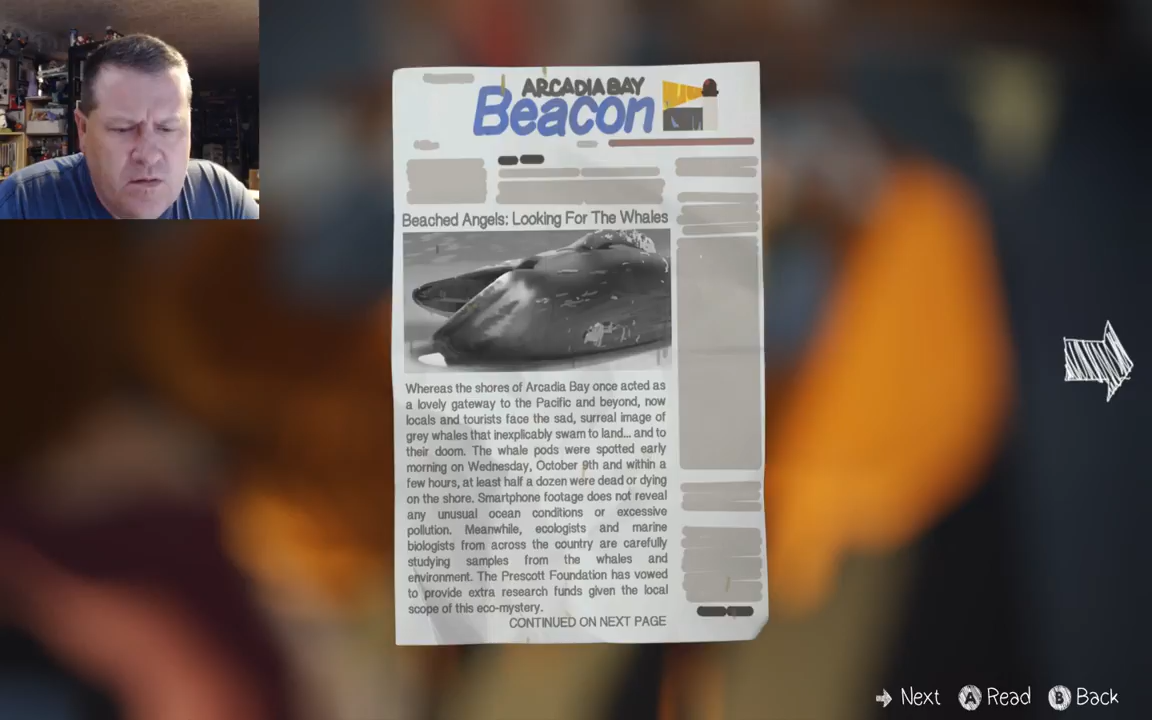 ARCADIA BAY
Beacon
Beached Angels: Looking For The Whales
Whereas the shores of Arcadia Bay once acted as
a lovely gateway to the Pacific and beyond, now
locals and tourists face the sad, surreal image of
grey whales that inexplicably swam to land... and to
their doom. The whale pods were spotted early
morning on Wednesday, October 9th and within a
few hours, at least half a dozen were dead or dying
on the shore. Smartphone footage does not reveal
any unusual ocean conditions or excessive
pollution. Meanwhile, ecologists and marine
biologists from across the country are carefully
studying samples from the whales and
environment. The Prescott Foundation has vowed
to provide extra research funds given the local
scope of this eco-mystery.
CONTINUED ON NEXT PAGE
Next A Read B Back